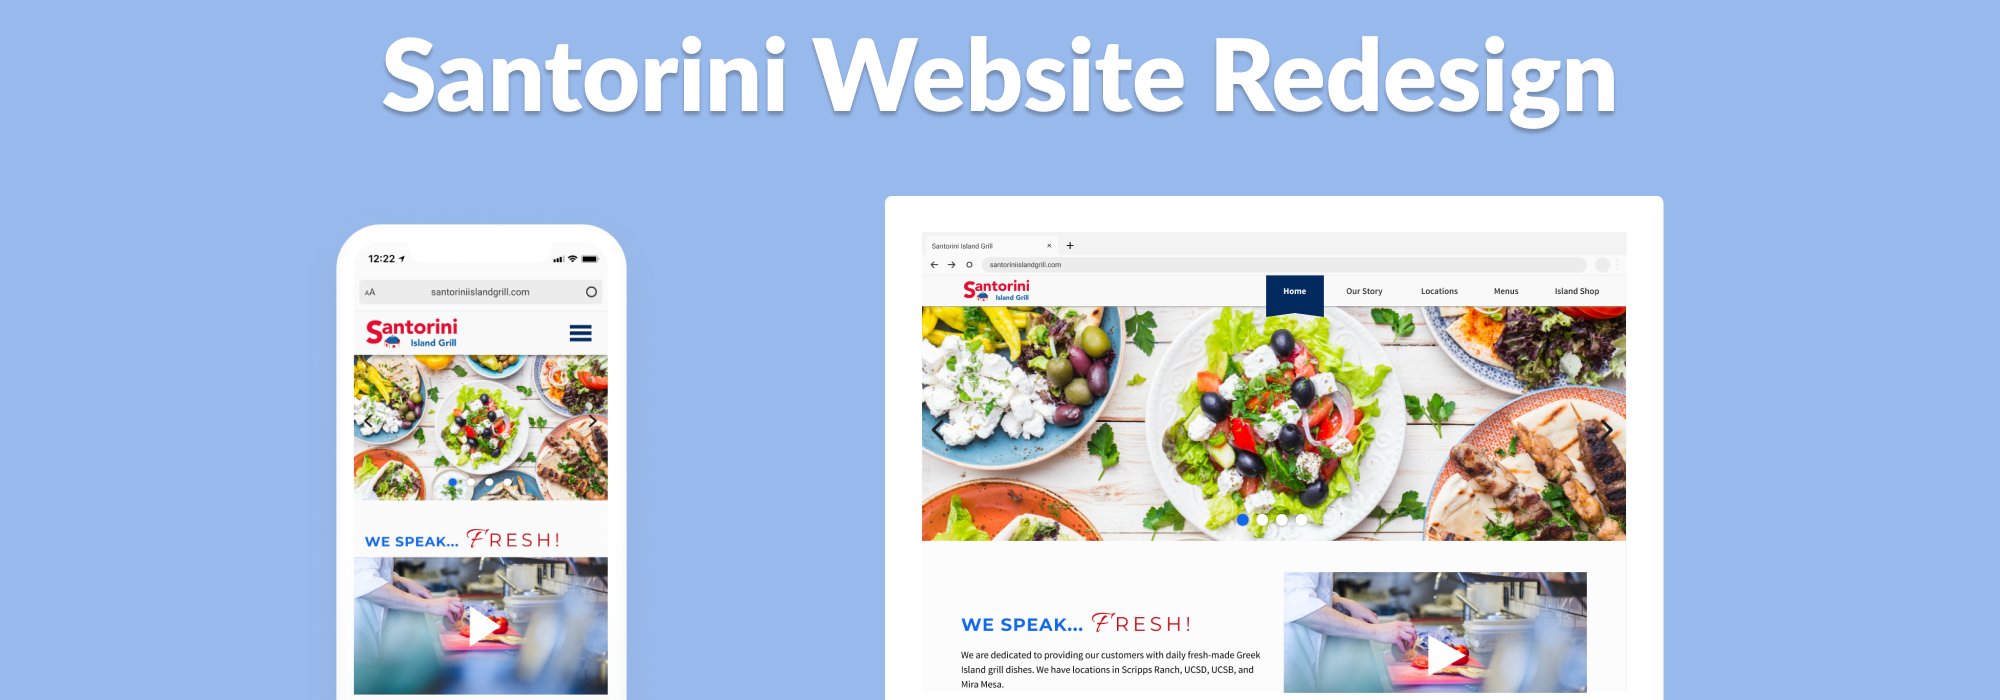 Santorini Website Redesign
12:22
AA
santoriniislandgrill.com
Santorini
Island Grill
WE SPEAK... FRESH!
Santorini Island Grill
santoriniislandgrill.com
Santorini
Island Grill
Home Our Story Locations Menus Island Shop
WE SPEAK... FRESH!
We are dedicated to providing our customers with daily fresh-made Greek
Island grill dishes. We have locations in Scripps Ranch, UCSD, UCSB, and
Mira Mesa.